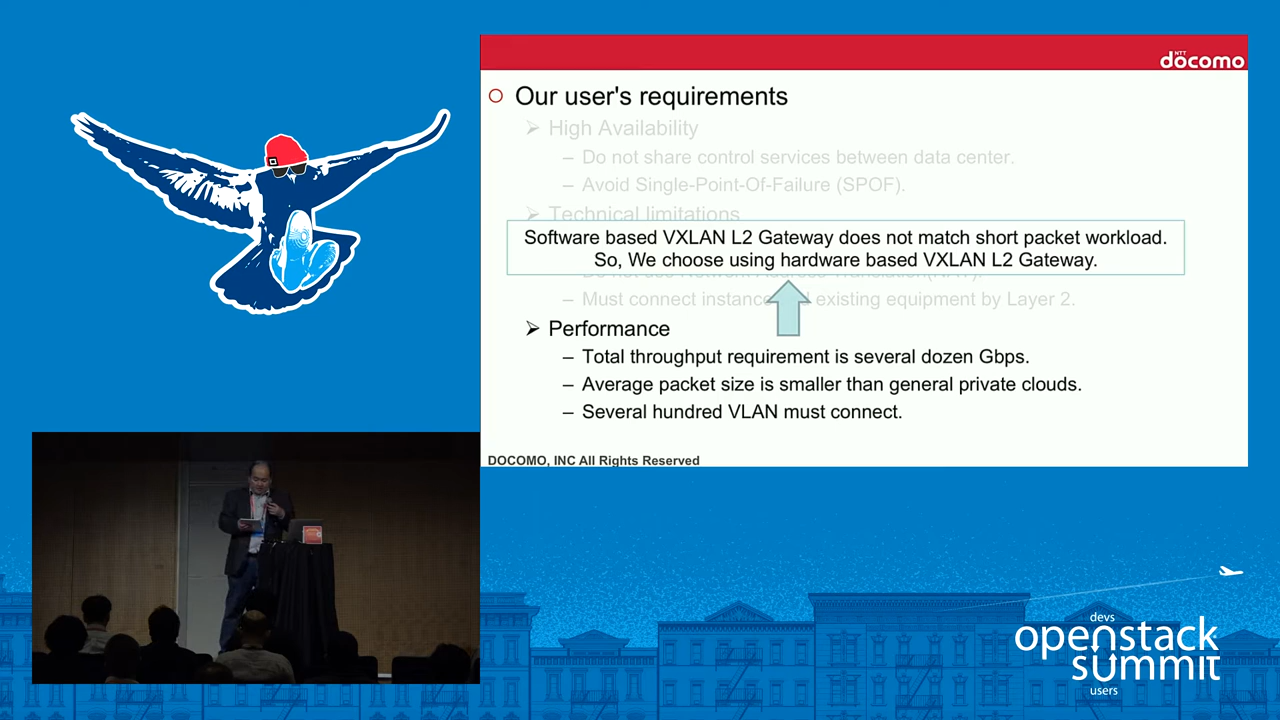 NTT
döcomo
Our user's requirements
High Availability
– Do not share control services between data center.
– Avoid Single-Point-Of-Failure (SPOF).
Technical limitations
Software based VXLAN L2 Gateway does not match short packet workload.
So, We choose using hardware based VXLAN L2 Gateway.
– Must connect existing equipment by Layer 2.
Performance
– Total throughput requirement is several dozen Gbps.
– Average packet size is smaller than general private clouds.
– Several hundred VLAN must connect.
DOCOMO, INC All Rights Reserved
devs
openstack
summit
users